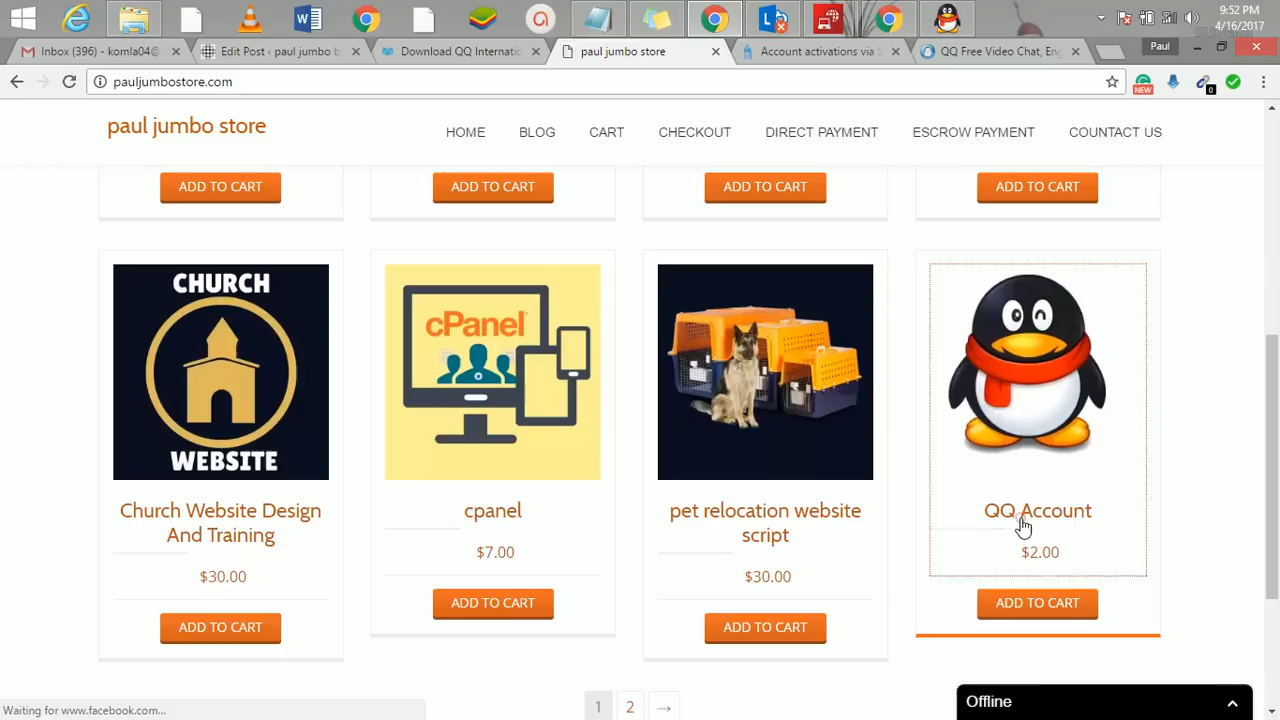 9:52 PM
4/16/2017
Inbox (396) - komla04@
Edit Post ‹ paul jumbo b
Download QQ Internatio
paul jumbo store
Account activations via S
QQ Free Video Chat, Eng
Paul
pauljumbostore.com
NEW
0
paul jumbo store
HOME
BLOG
CART
CHECKOUT
DIRECT PAYMENT
ESCROW PAYMENT
COUNTACT US
ADD TO CART
ADD TO CART
ADD TO CART
ADD TO CART
CHURCH
WEBSITE
Church Website Design
And Training
$30.00
ADD TO CART
cPanel
cpanel
$7.00
ADD TO CART
pet relocation website
script
$30.00
ADD TO CART
QQ Account
$2.00
ADD TO CART
1
2
→
Waiting for www.facebook.com...
Offline